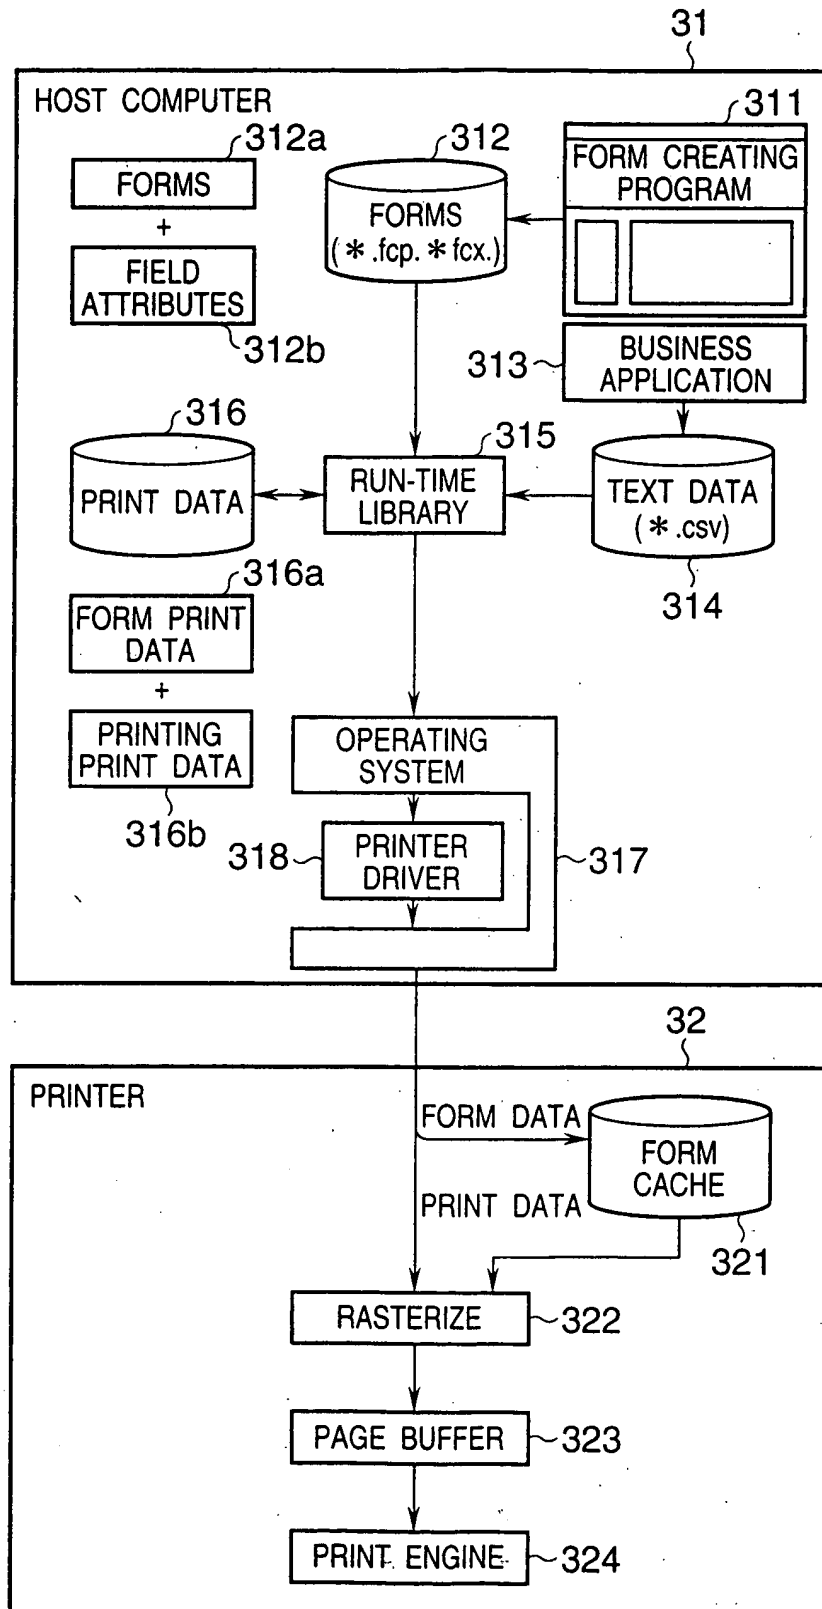 31
HOST COMPUTER
312a
312
311
FORMS
+
FIELD
ATTRIBUTES
312b
FORMS
(*.fcp. *fcx.)
FORM CREATING
PROGRAM
313
BUSINESS
APPLICATION
316
PRINT DATA
315
RUN-TIME
LIBRARY
TEXT DATA
(*.csv)
314
316a
FORM PRINT
DATA
+
PRINTING
PRINT DATA
316b
OPERATING
SYSTEM
318
PRINTER
DRIVER
317
32
PRINTER
FORM DATA
FORM
CACHE
PRINT DATA
321
RASTERIZE
322
PAGE BUFFER
323
PRINT ENGINE
324